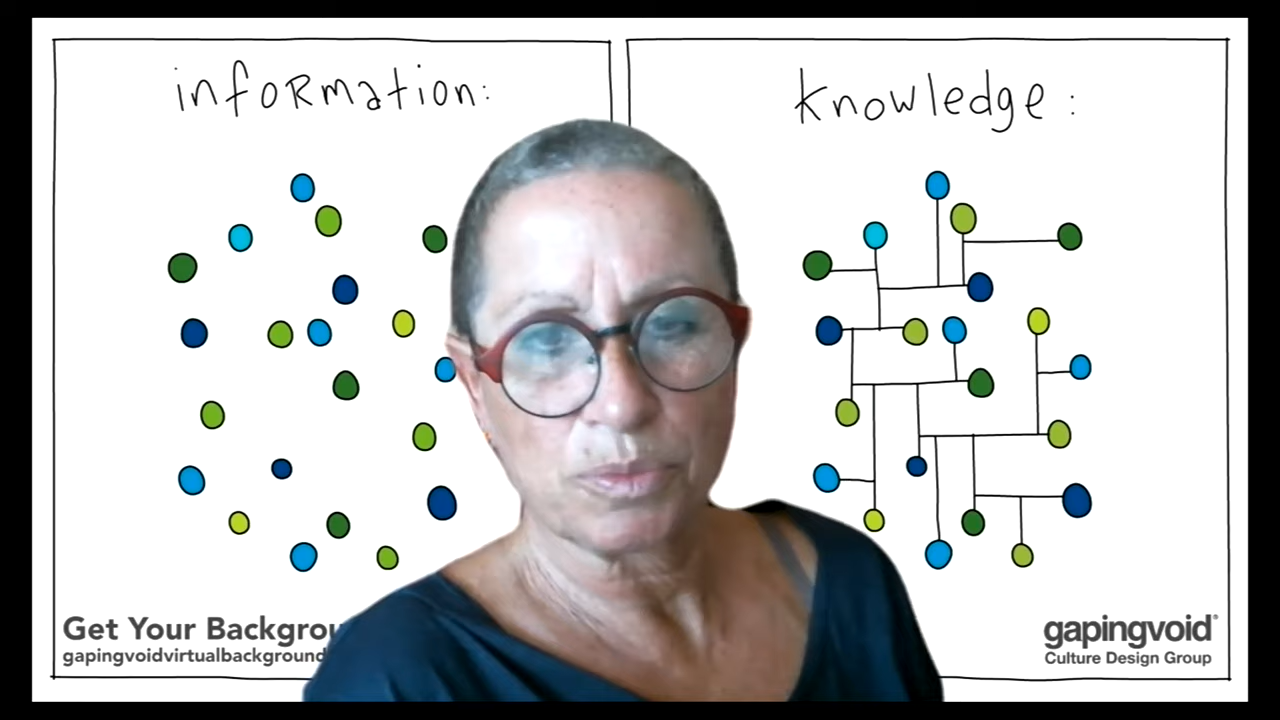 information:
knowledge:
Get Your Backgrou
gapingvoidvirtualbackground
gapingvoid®
Culture Design Group